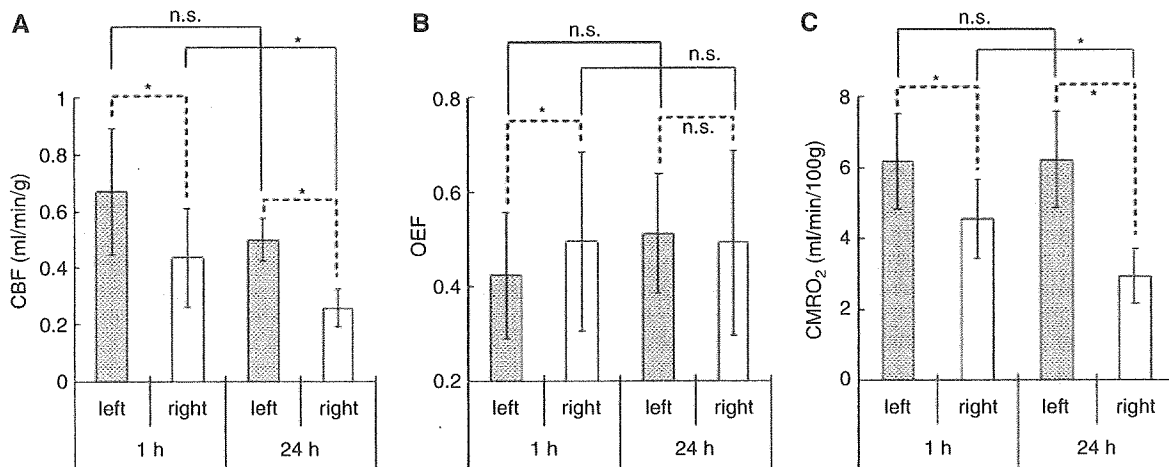 A
n.s.
*
*
*
CBF (ml/min/g)
1
0.8
0.6
0.4
0.2
0
left right left right
1 h 24 h
B
n.s.
n.s.
*
n.s.
OEF
0.8
0.6
0.4
0.2
left right left right
1 h 24 h
C
n.s.
*
*
*
CMRO₂ (ml/min/100g)
8
6
4
2
0
left right left right
1 h 24 h